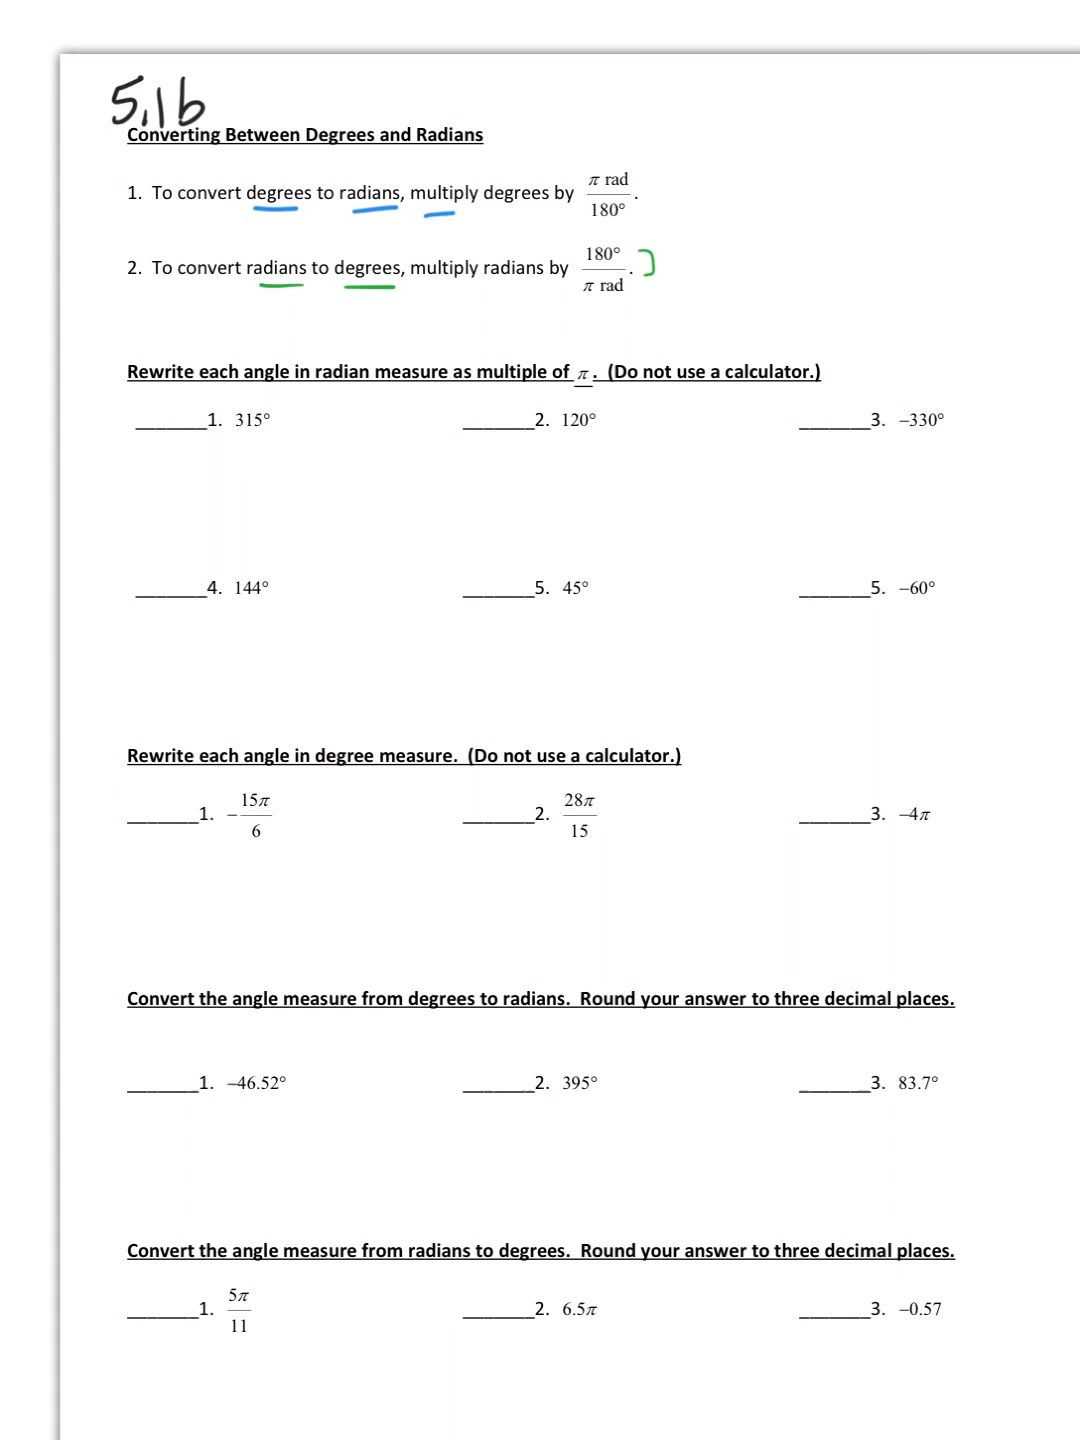 5.1b
Converting Between Degrees and Radians
1. To convert degrees to radians, multiply degrees by π rad / 180° .
2. To convert radians to degrees, multiply radians by 180° / π rad .
Rewrite each angle in radian measure as multiple of π. (Do not use a calculator.)
_______1. 315° _______2. 120° _______3. –330°
_______4. 144° _______5. 45° _______5. –60°
Rewrite each angle in degree measure. (Do not use a calculator.)
_______1. –15π/6 _______2. 28π/15 _______3. –4π
Convert the angle measure from degrees to radians. Round your answer to three decimal places.
_______1. –46.52° _______2. 395° _______3. 83.7°
Convert the angle measure from radians to degrees. Round your answer to three decimal places.
_______1. 5π/11 _______2. 6.5π _______3. –0.57